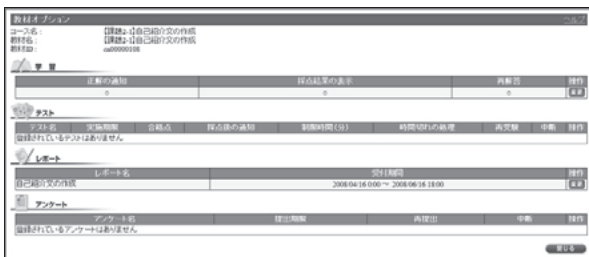 教材オプション
ヘルプ
コース名: 【課題2-1】自己紹介文の作成
教材名: 【課題2-1】自己紹介文の作成
教材ID: cs00000108
学習
正解の通知 採点結果の表示 再解答 操作
○ ○ ○ 変更
テスト
テスト名 実施期限 合格点 採点後の通知 制限時間(分) 時間切れの処理 再受験 中断 操作
登録されているテストはありません
レポート
レポート名 受付期間 操作
自己紹介文の作成 2008/04/16 0:00 ～ 2008/06/16 18:00 変更
アンケート
アンケート名 提出期限 再提出 中断 操作
登録されているアンケートはありません
閉じる